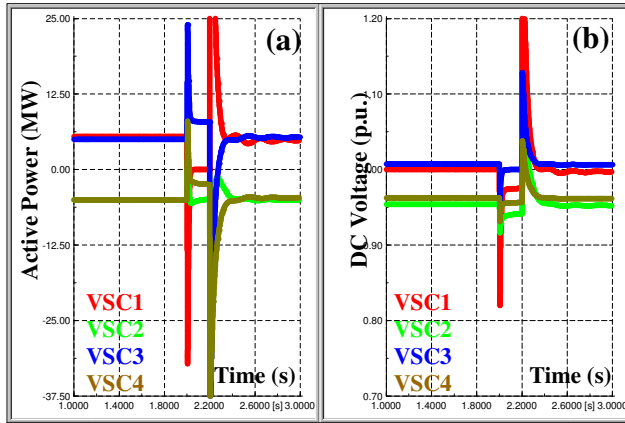 25.00
(a)
12.50
0.00
-12.50
-25.00
-37.50
Active Power (MW)
VSC1
VSC2
VSC3
VSC4
Time (s)
1.0000 1.4000 1.8000 2.2000 2.6000 [s] 3.0000
1.20
(b)
1.10
1.00
0.90
0.80
0.70
DC Voltage (p.u.)
VSC1
VSC2
VSC3
VSC4
Time (s)
1.0000 1.4000 1.8000 2.2000 2.6000 [s] 3.0000